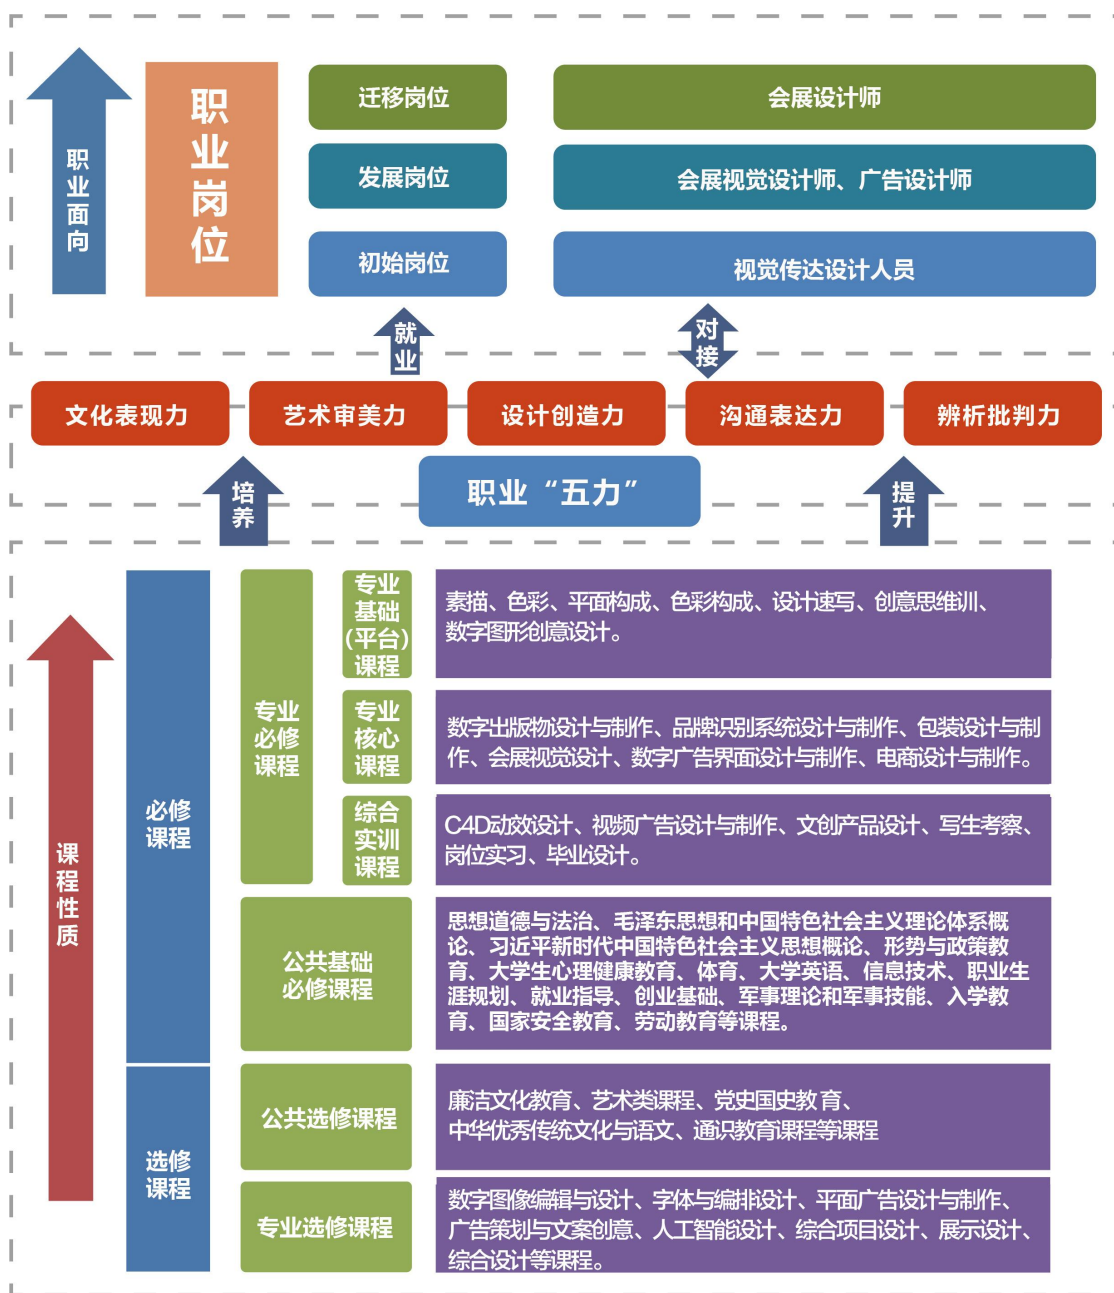 职业面向
职业岗位
迁移岗位
会展设计师
发展岗位
会展视觉设计师、广告设计师
初始岗位
视觉传达设计人员
就业
对接
文化表现力
艺术审美力
设计创造力
沟通表达力
辨析批判力
培养
职业“五力”
提升
课程性质
必修
课程
专业
必修
课程
专业
基础
(平台)
课程
素描、色彩、平面构成、色彩构成、设计速写、创意思维训、
数字图形创意设计。
专业
核心
课程
数字出版物设计与制作、品牌识别系统设计与制作、包装设计与制
作、会展视觉设计、数字广告界面设计与制作、电商设计与制作。
综合
实训
课程
C4D动效设计、视频广告设计与制作、文创产品设计、写生考察、
岗位实习、毕业设计。
公共基础
必修课程
思想道德与法治、毛泽东思想和中国特色社会主义理论体系概
论、习近平新时代中国特色社会主义思想概论、形势与政策教
育、大学生心理健康教育、体育、大学英语、信息技术、职业生
涯规划、就业指导、创业基础、军事理论和军事技能、入学教
育、国家安全教育、劳动教育等课程。
选修
课程
公共选修课程
廉洁文化教育、艺术类课程、党史国史教 育、
中华优秀传统文化与语文、通识教育课程等课程
专业选修课程
数字图像编辑与设计、字体与编排设计、平面广告设计与制作、
广告策划与文案创意、人工智能设计、综合项目设计、展示设计、
综合设计等课程。